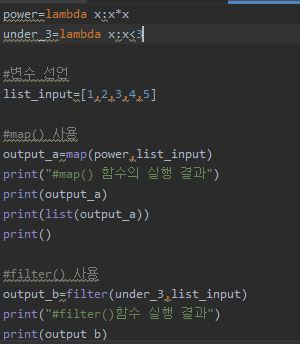 power=lambda x:x*x
under_3=lambda x:x<3
#변수 선언
list_input=[1,2,3,4,5]
#map() 사용
output_a=map(power,list_input)
print("#map() 함수의 실행 결과")
print(output_a)
print(list(output_a))
print()
#filter() 사용
output_b=filter(under_3,list_input)
print("#filter()함수 실행 결과")
print(output_b)